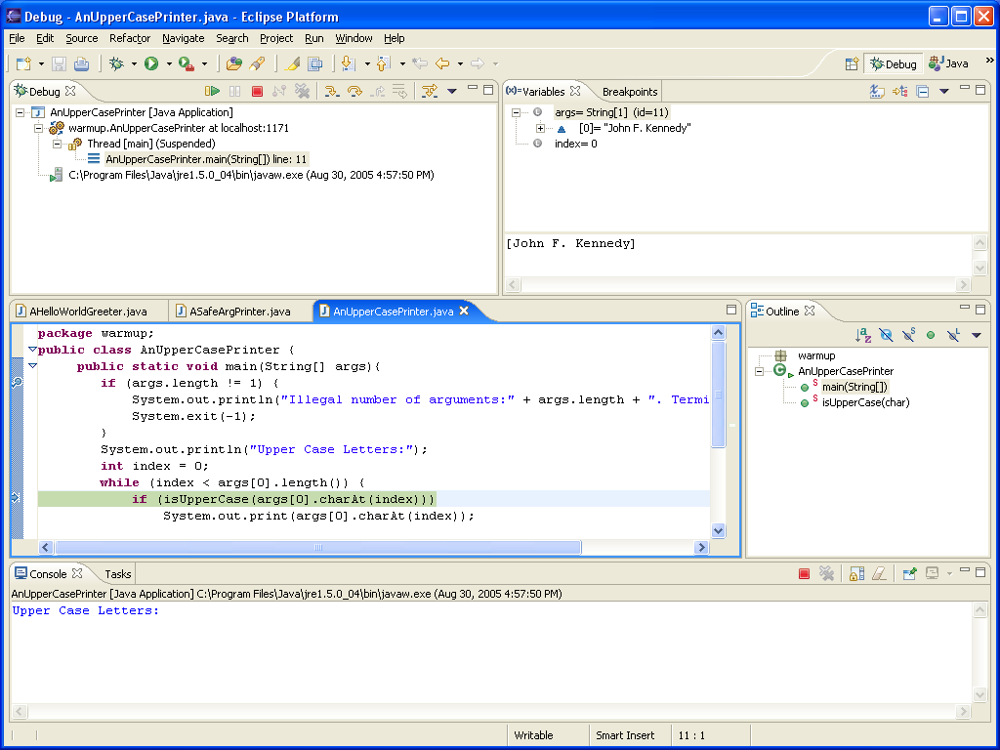 Debug - AnUpperCasePrinter.java - Eclipse Platform
File Edit Source Refactor Navigate Search Project Run Window Help
Debug Java »
Debug
AnUpperCasePrinter [Java Application]
warmup.AnUpperCasePrinter at localhost:1171
Thread [main] (Suspended)
AnUpperCasePrinter.main(String[]) line: 11
C:\Program Files\Java\jre1.5.0_04\bin\javaw.exe (Aug 30, 2005 4:57:50 PM)
(x)= Variables Breakpoints
args= String[1] (id=11)
[0]= "John F. Kennedy"
index= 0
[John F. Kennedy]
AHelloWorldGreeter.java ASafeArgPrinter.java AnUpperCasePrinter.java
package warmup;
public class AnUpperCasePrinter {
public static void main(String[] args){
if (args.length != 1) {
System.out.println("Illegal number of arguments:" + args.length + ". Termi
System.exit(-1);
}
System.out.println("Upper Case Letters:");
int index = 0;
while (index < args[0].length()) {
if (isUpperCase(args[0].charAt(index)))
System.out.print(args[0].charAt(index));
Outline
warmup
AnUpperCasePrinter
main(String[])
isUpperCase(char)
Console Tasks
AnUpperCasePrinter [Java Application] C:\Program Files\Java\jre1.5.0_04\bin\javaw.exe (Aug 30, 2005 4:57:50 PM)
Upper Case Letters:
Writable Smart Insert 11 : 1